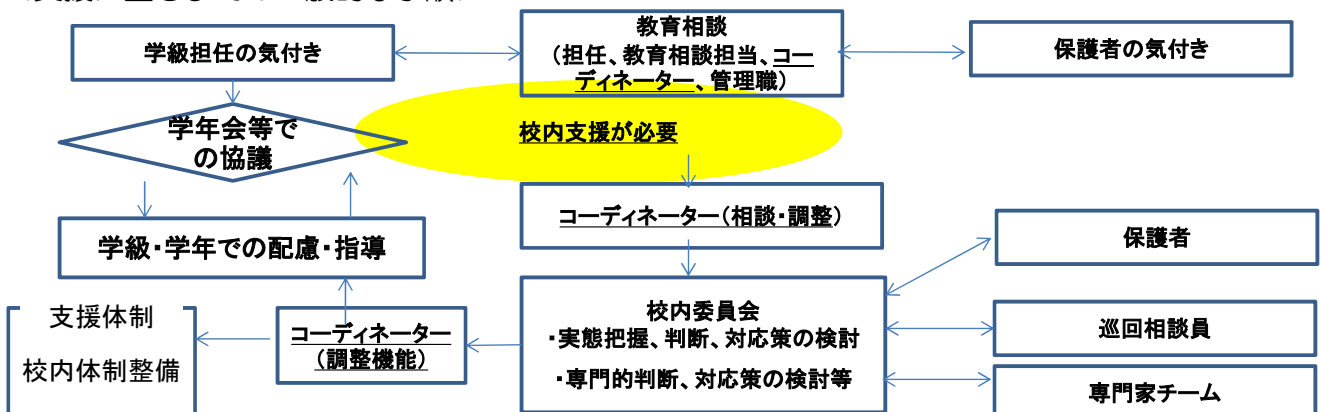 学級担任の気付き
教育相談
(担任、教育相談担当、コー
ディネーター、管理職)
保護者の気付き
学年会等で
の協議
校内支援が必要
コーディネーター(相談・調整)
学級・学年での配慮・指導
保護者
支援体制
校内体制整備
コーディネーター
(調整機能)
校内委員会
・実態把握、判断、対応策の検討
・専門的判断、対応策の検討等
巡回相談員
専門家チーム